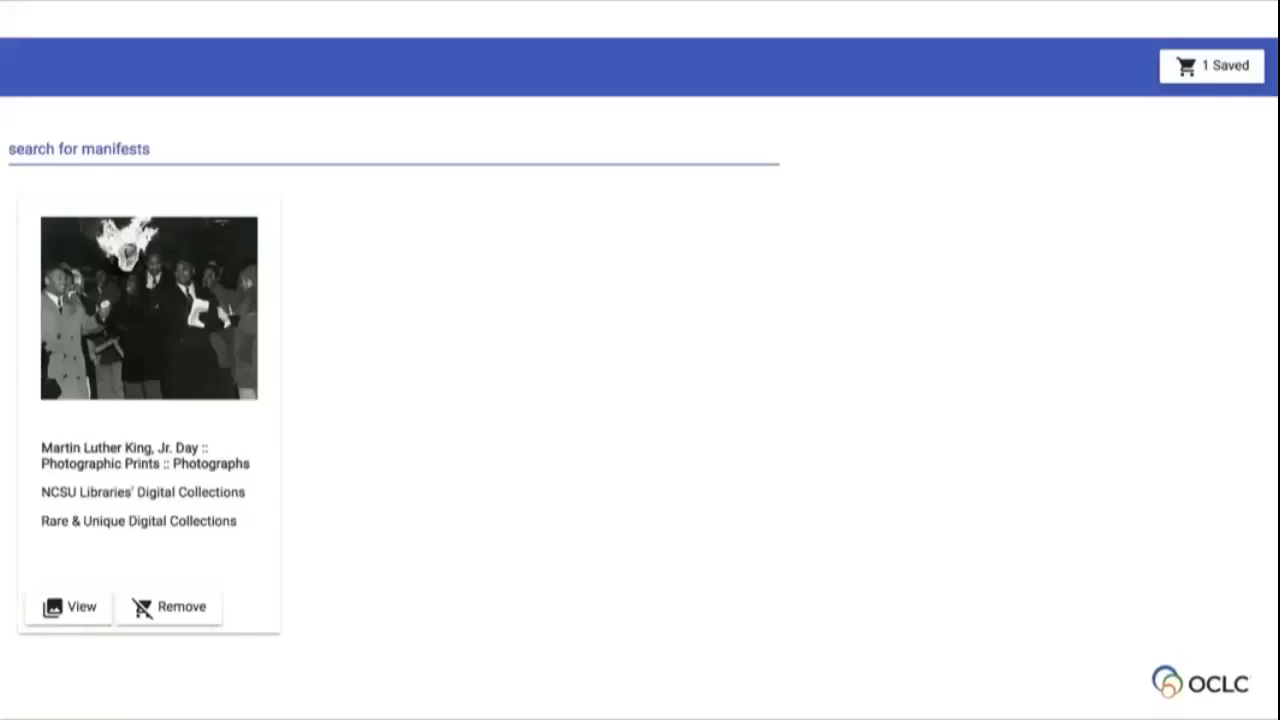 1 Saved
search for manifests
Martin Luther King, Jr. Day ::
Photographic Prints :: Photographs
NCSU Libraries' Digital Collections
Rare & Unique Digital Collections
View
Remove
OCLC